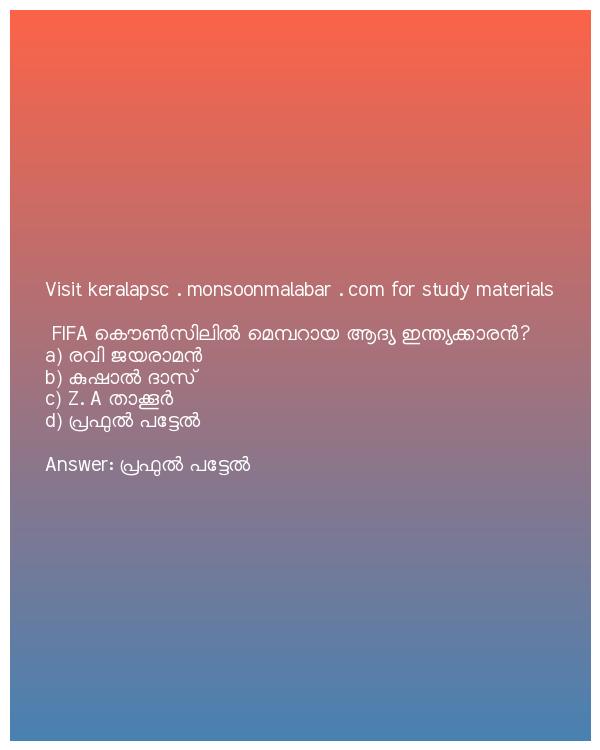 Visit keralapsc . monsoonmalabar . com for study materials
FIFA കൌൺസിലിൽ മെമ്പറായ ആദ്യ ഇന്ത്യക്കാരൻ?
a) രവി ജയരാമൻ
b) കുഷാൽ ദാസ്
c) Z. A താക്കൂർ
d) പ്രഫുൽ പട്ടേൽ
Answer: പ്രഫുൽ പട്ടേൽ